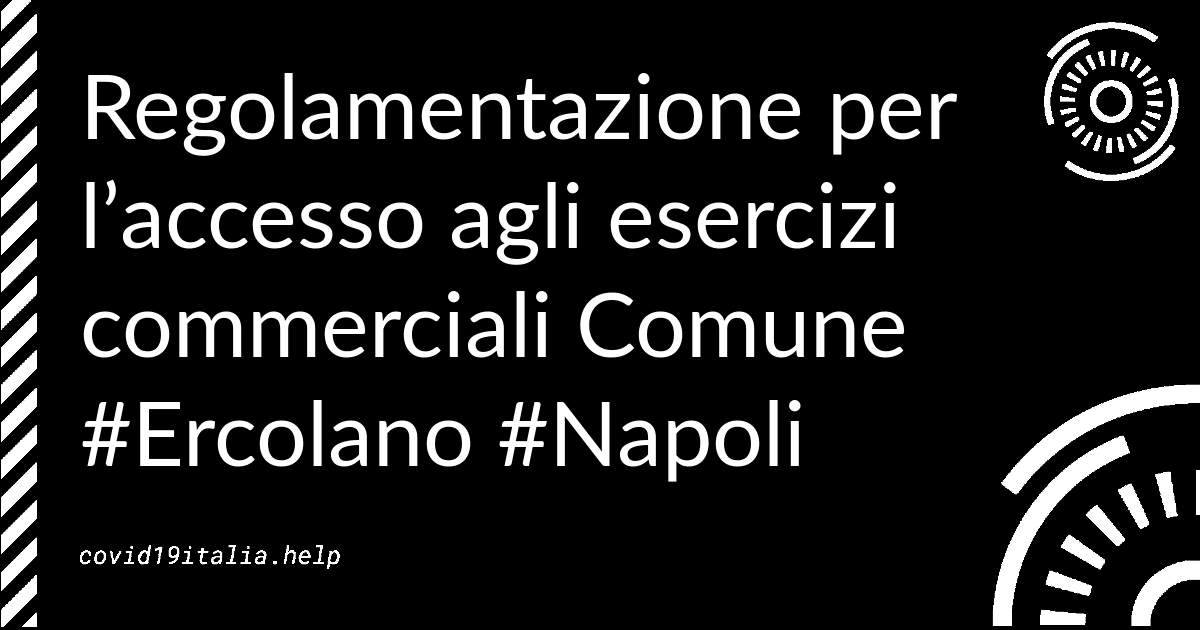 Regolamentazione per
l’accesso agli esercizi
commerciali Comune
#Ercolano #Napoli
covid19italia.help